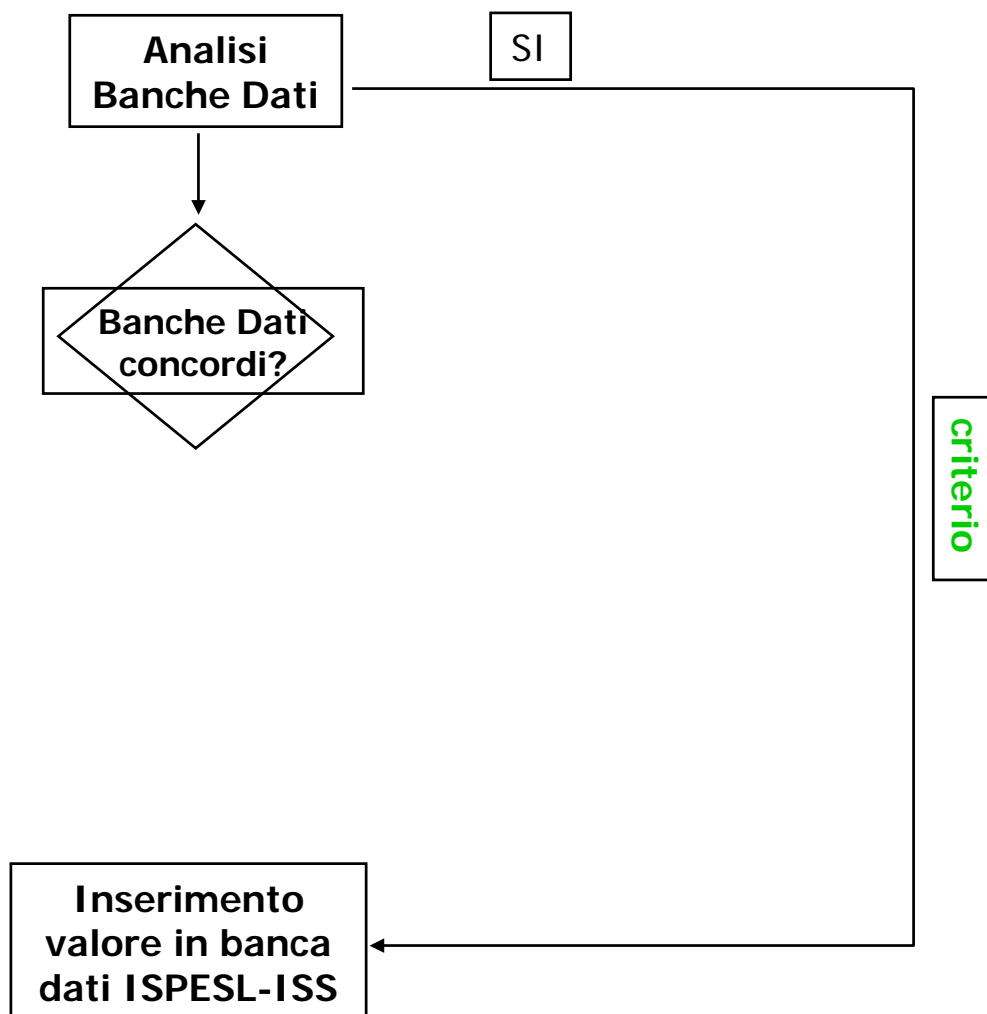 Analisi
Banche Dati
SI
Banche Dati
concordi?
criterio
Inserimento
valore in banca
dati ISPESL-ISS